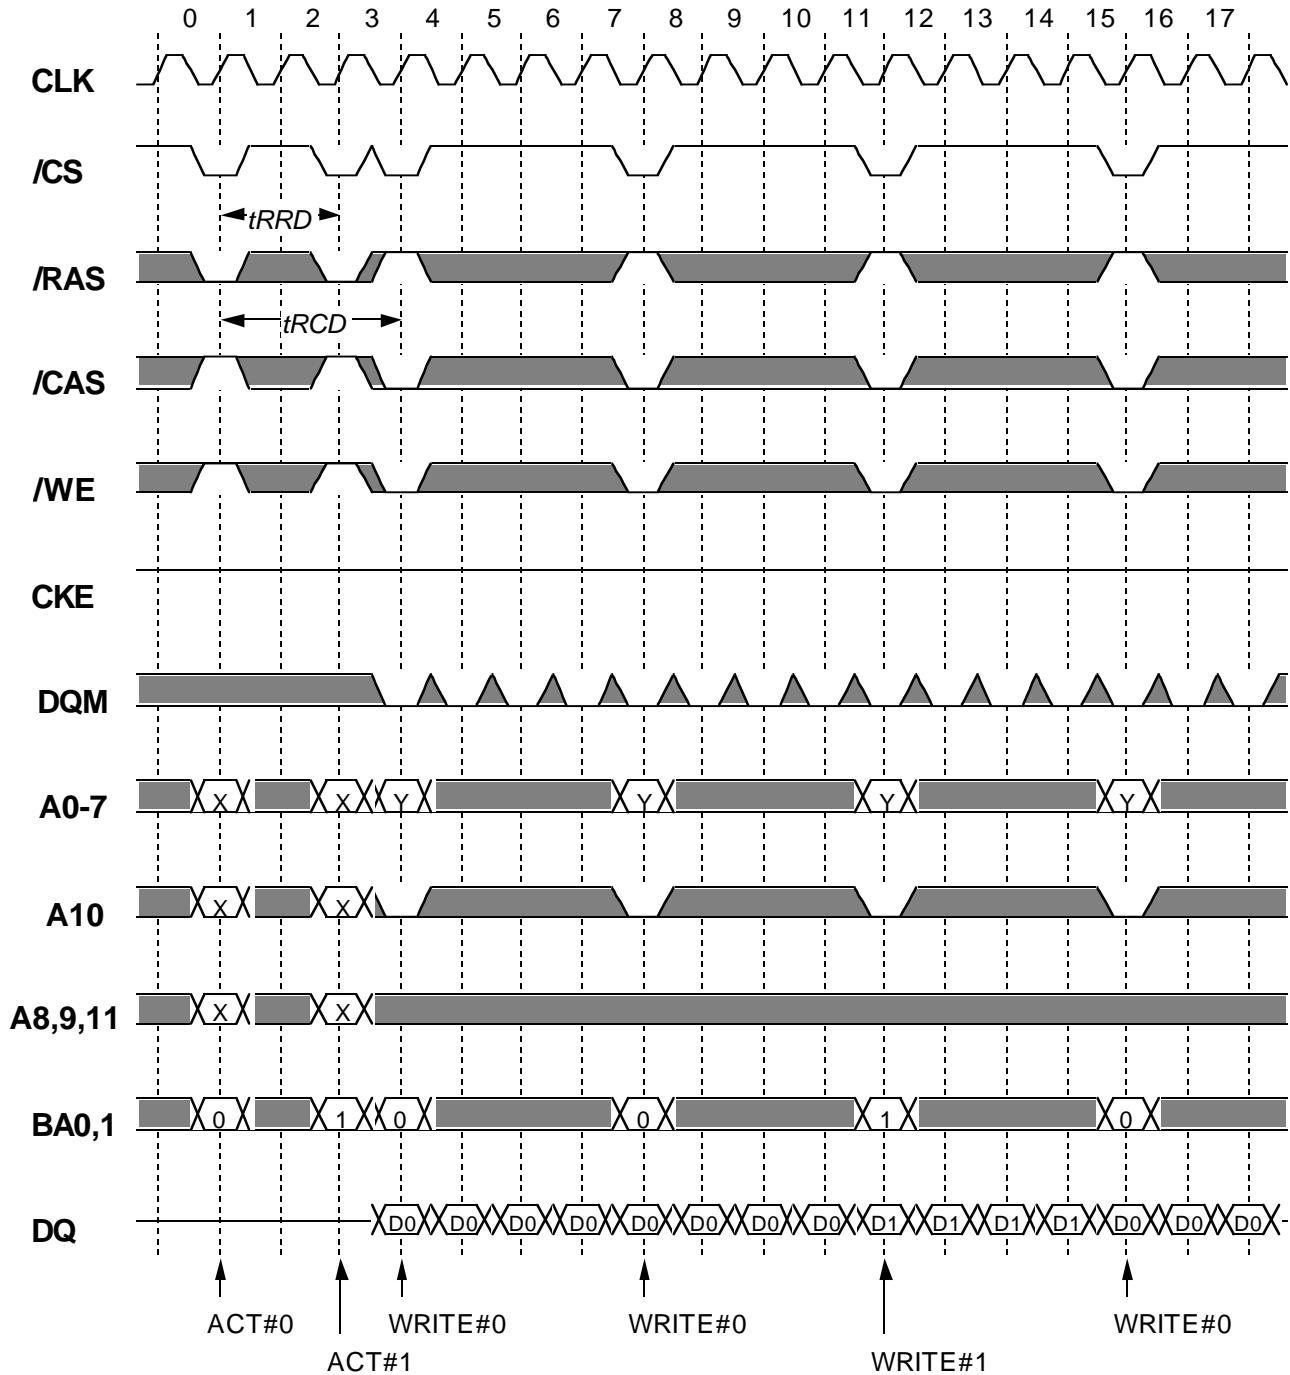 0 1 2 3 4 5 6 7 8 9 10 11 12 13 14 15 16 17
CLK
/CS
tRRD
/RAS
tRCD
/CAS
/WE
CKE
DQM
A0-7 X X Y Y Y Y
A10 X X
A8,9,11 X X
BA0,1 0 1 0 0 1 0
DQ D0 D0 D0 D0 D0 D0 D0 D0 D1 D1 D1 D1 D0 D0 D0
ACT#0 WRITE#0 WRITE#0 WRITE#0
ACT#1 WRITE#1